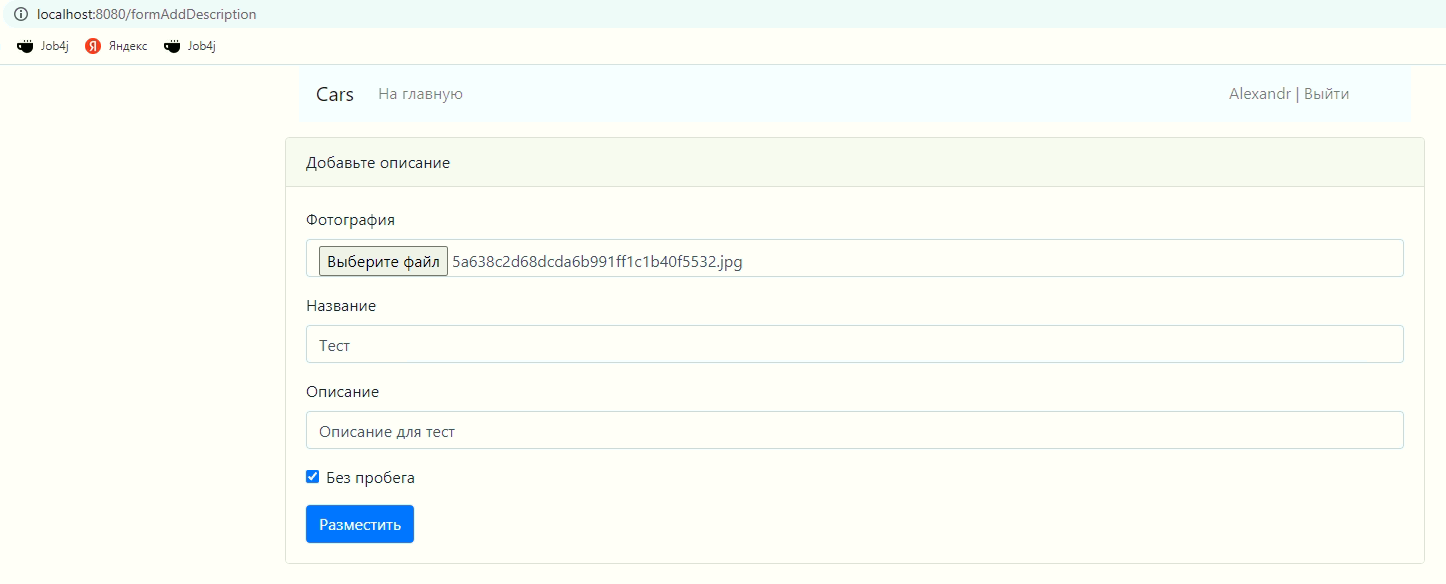 localhost:8080/formAddDescription
Job4j Яндекс Job4j
Cars На главную Alexandr | Выйти
Добавьте описание
Фотография
Выберите файл 5a638c2d68dcda6b991ff1c1b40f5532.jpg
Название
Тест
Описание
Описание для тест
Без пробега
Разместить